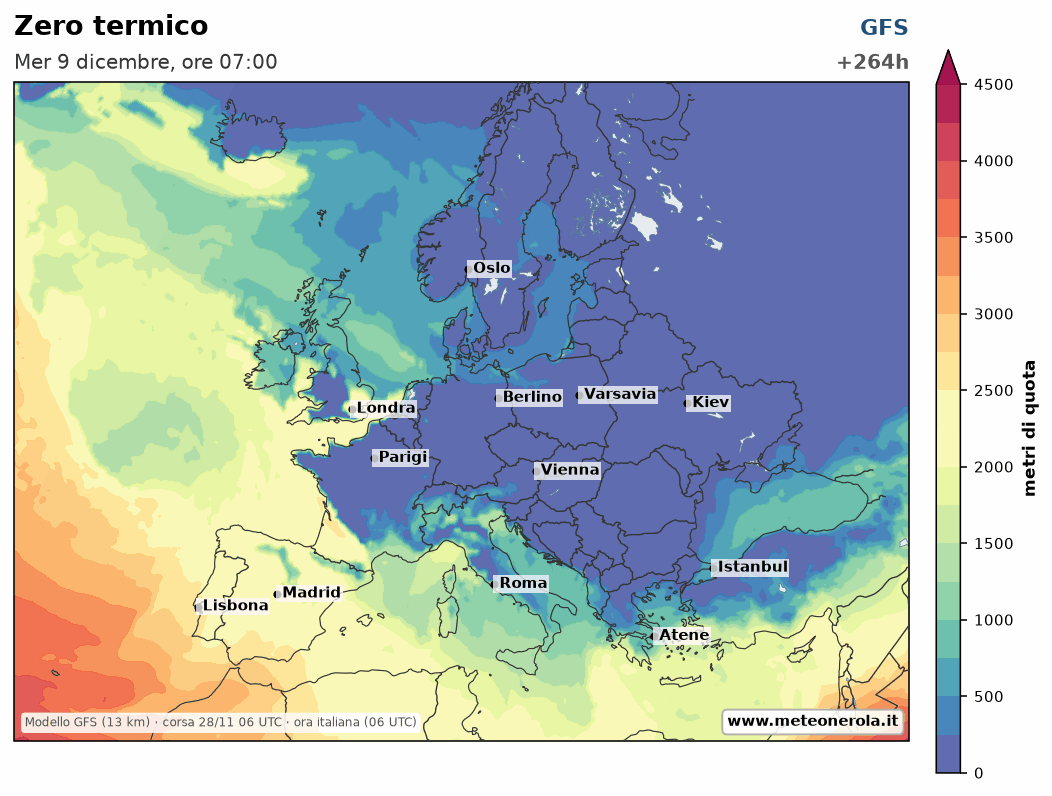 Zero termico
GFS
Mer 9 dicembre, ore 07:00
+264h
4500
4000
3500
3000
2500
2000
1500
1000
500
0
metri di quota
Oslo
Berlino
Varsavia
Kiev
Londra
Parigi
Vienna
Istanbul
Roma
Madrid
Lisbona
Atene
Modello GFS (13 km) · corsa 28/11 06 UTC · ora italiana (06 UTC)
www.meteonerola.it